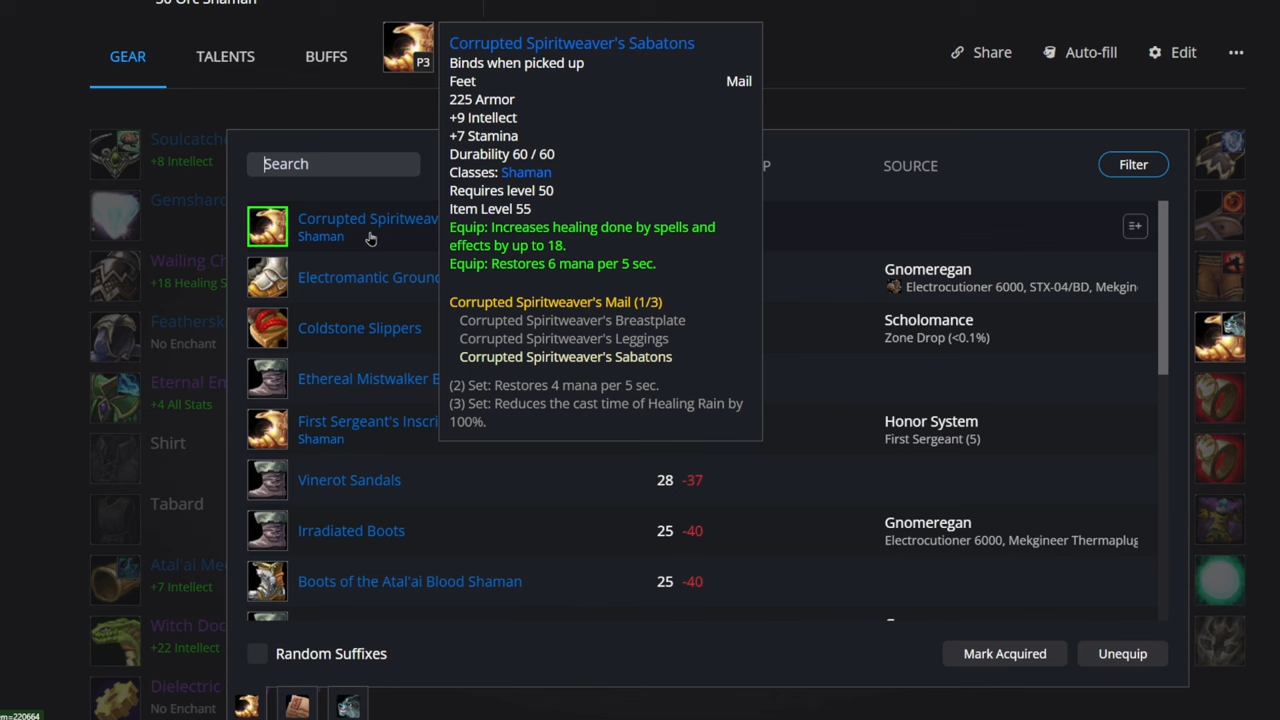 50 Orc Shaman
GEAR
TALENTS
BUFFS
P3
Share
Auto-fill
Edit
Corrupted Spiritweaver's Sabatons
Binds when picked up
Feet Mail
225 Armor
+9 Intellect
+7 Stamina
Durability 60 / 60
Classes: Shaman
Requires level 50
Item Level 55
Equip: Increases healing done by spells and
effects by up to 18.
Equip: Restores 6 mana per 5 sec.
Corrupted Spiritweaver's Mail (1/3)
Corrupted Spiritweaver's Breastplate
Corrupted Spiritweaver's Leggings
Corrupted Spiritweaver's Sabatons
(2) Set: Restores 4 mana per 5 sec.
(3) Set: Reduces the cast time of Healing Rain by
100%.
Soulcatche
+8 Intellect
Gemshard
Wailing Ch
+18 Healing S
Feathersk
No Enchant
Eternal Em
+4 All Stats
Shirt
Tabard
Atal'ai Me
+7 Intellect
Witch Doc
+22 Intellect
Dielectric
No Enchant
Search
P
SOURCE
Filter
Corrupted Spiritweav
Shaman
Electromantic Ground
Gnomeregan
Electrocutioner 6000, STX-04/BD, Mekgin
Coldstone Slippers
Scholomance
Zone Drop (<0.1%)
Ethereal Mistwalker B
First Sergeant's Inscri
Shaman
Honor System
First Sergeant (5)
Vinerot Sandals 28 -37
Irradiated Boots 25 -40
Gnomeregan
Electrocutioner 6000, Mekgineer Thermaplug
Boots of the Atal'ai Blood Shaman 25 -40
Random Suffixes
Mark Acquired
Unequip
em=220664